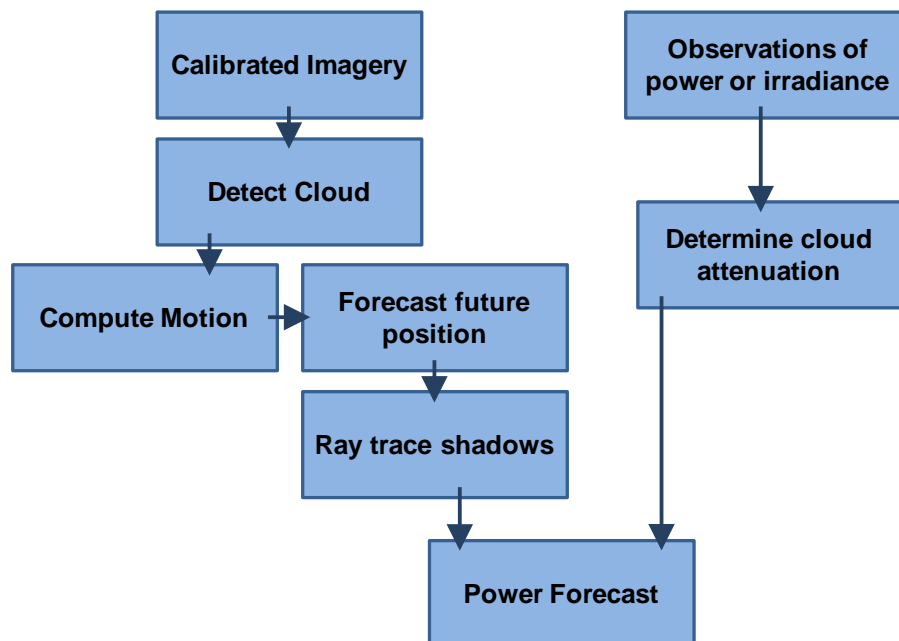 Calibrated Imagery
Observations of
power or irradiance
Detect Cloud
Determine cloud
attenuation
Compute Motion
Forecast future
position
Ray trace shadows
Power Forecast